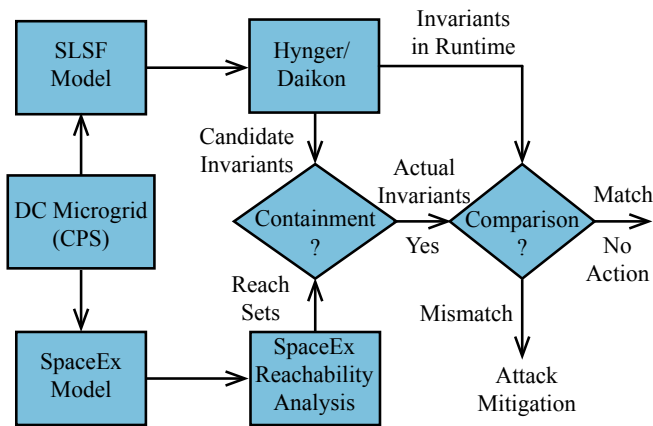 SLSF
Model
Hynger/
Daikon
Invariants
in Runtime
Candidate
Invariants
Actual
Invariants
DC Microgrid
(CPS)
Containment
?
Yes
Comparison
?
Match
No
Action
Reach
Sets
Mismatch
SpaceEx
Model
SpaceEx
Reachability
Analysis
Attack
Mitigation